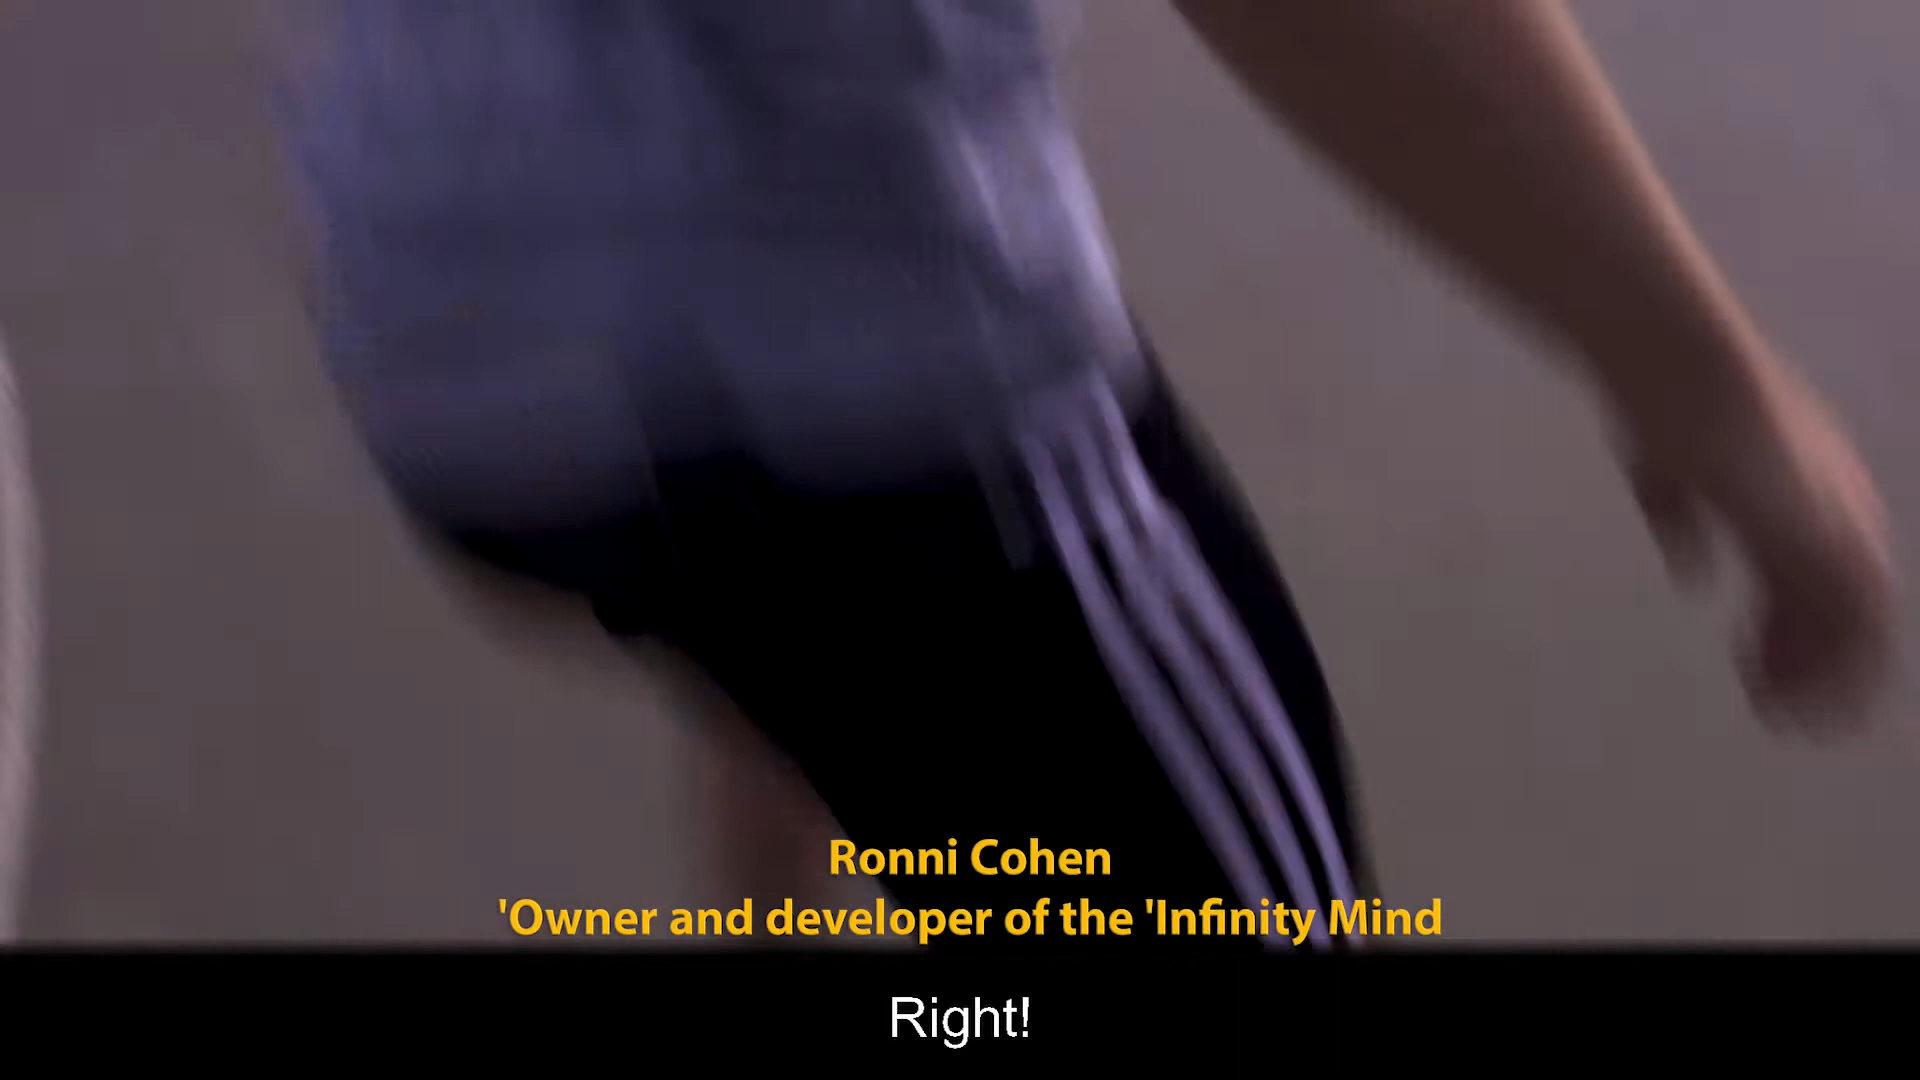 Ronni Cohen
'Owner and developer of the 'Infinity Mind
Right!